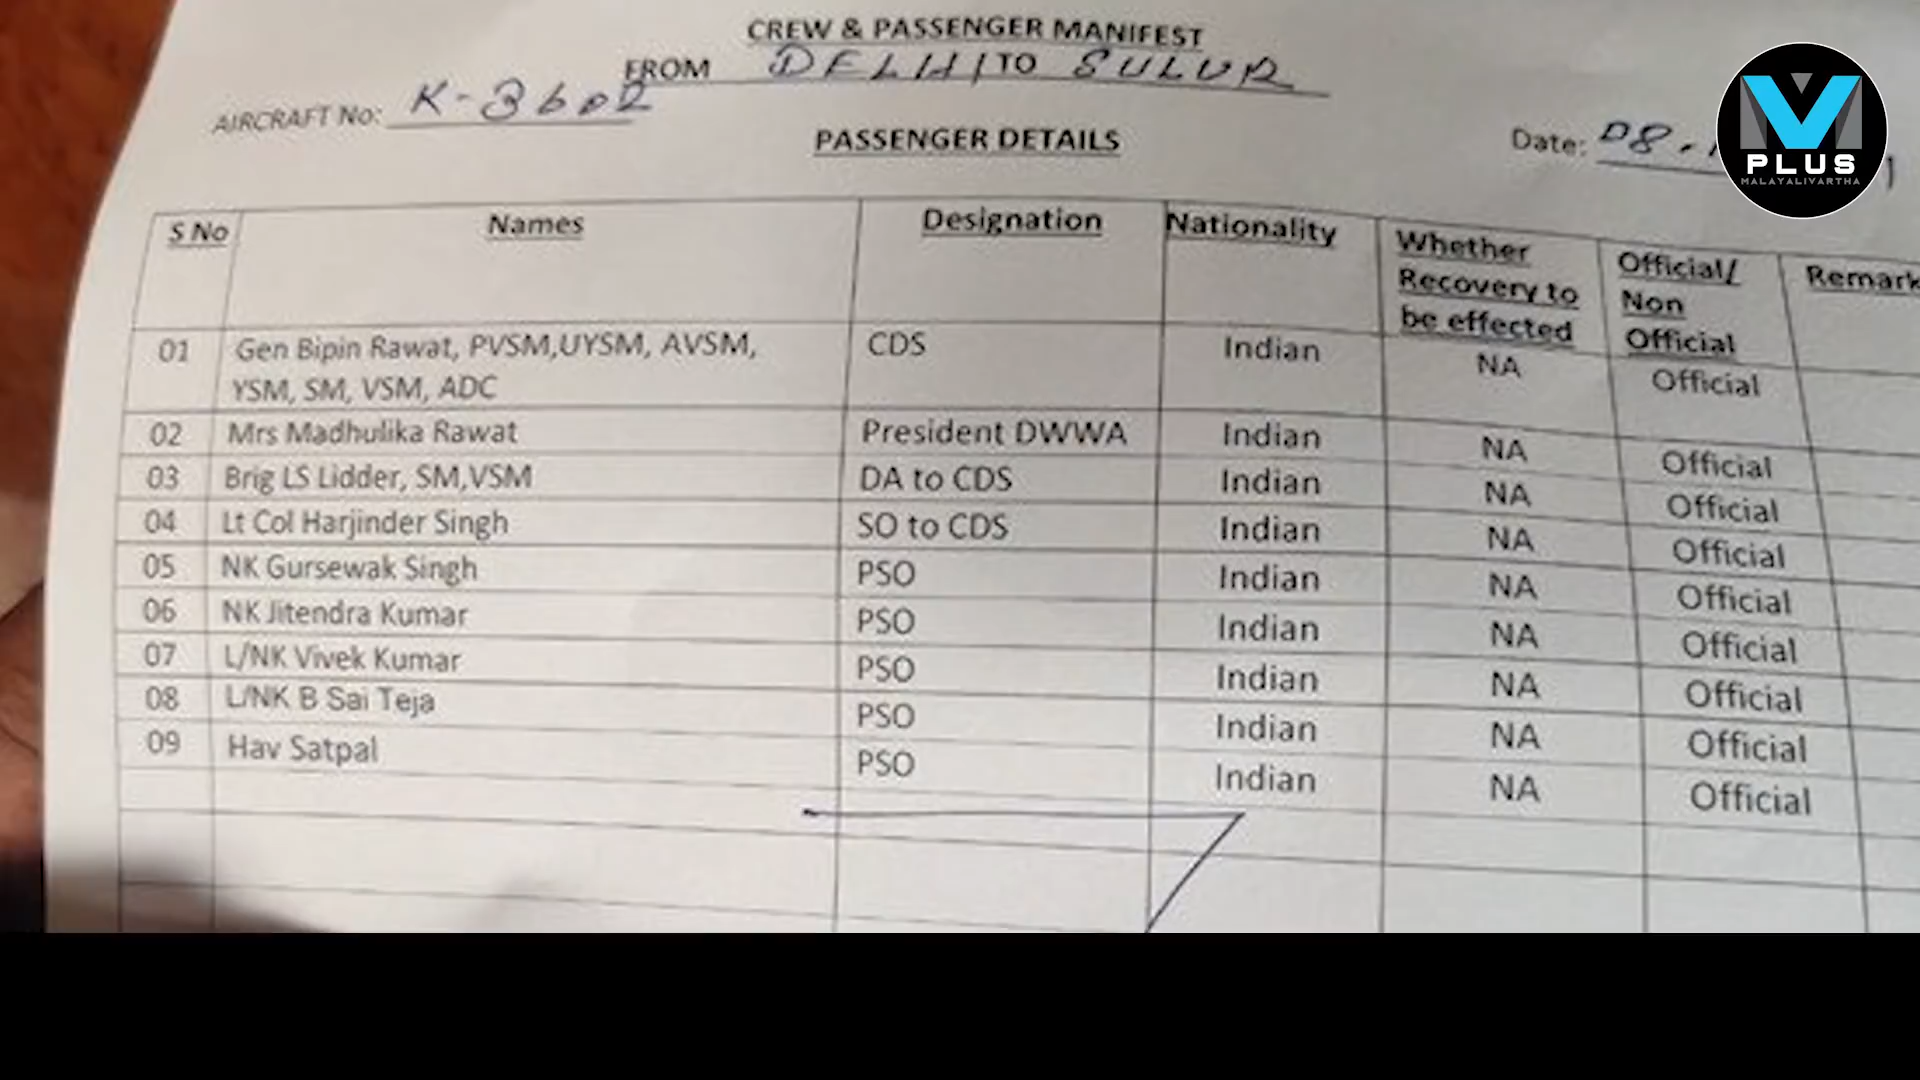 CREW & PASSENGER MANIFEST
FROM DELHI TO SULUR
AIRCRAFT No: K-3602
Date: 08.
PASSENGER DETAILS
PLUS
MALAYALIVARTHA
S No Names Designation Nationality Whether Recovery to be effected Official/ Non Official Remark
01 Gen Bipin Rawat, PVSM,UYSM, AVSM, CDS Indian NA Official
YSM, SM, VSM, ADC
02 Mrs Madhulika Rawat President DWWA Indian NA Official
03 Brig LS Lidder, SM,VSM DA to CDS Indian NA Official
04 Lt Col Harjinder Singh SO to CDS Indian NA Official
05 NK Gursewak Singh PSO Indian NA Official
06 NK Jitendra Kumar PSO Indian NA Official
07 L/NK Vivek Kumar PSO Indian NA Official
08 L/NK B Sai Teja PSO Indian NA Official
09 Hav Satpal PSO Indian NA Official